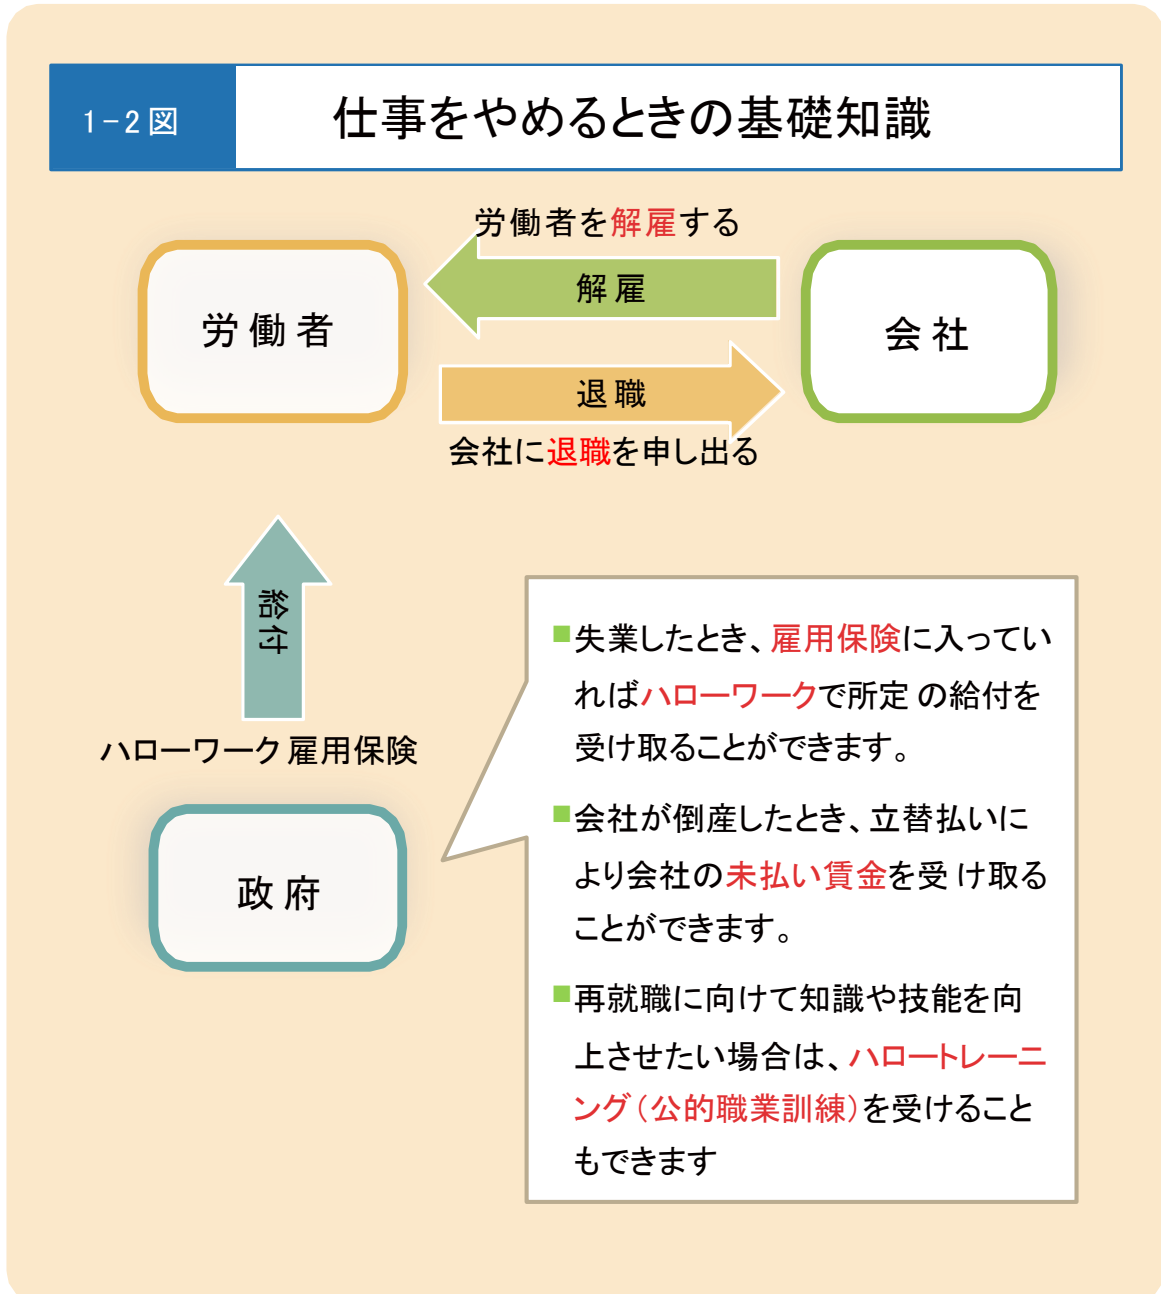 1-2図
仕事をやめるときの基礎知識
労働者を解雇する
解雇
労働者
会社
退職
会社に退職を申し出る
給付
ハローワーク雇用保険
政府
■失業したとき、雇用保険に入ってい
ればハローワークで所定の給付を
受け取ることができます。
■会社が倒産したとき、立替払いに
より会社の未払い賃金を受け取る
ことができます。
■再就職に向けて知識や技能を向
上させたい場合は、ハロートレーニ
ング(公的職業訓練)を受けること
もできます